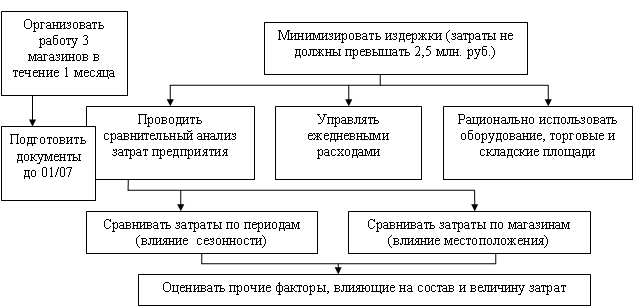 Организовать
работу 3
магазинов в
течение 1 месяца
Минимизировать издержки (затраты не
должны превышать 2,5 млн. руб.)
Подготовить
документы
до 01/07
Проводить
сравнительный анализ
затрат предприятия
Управлять
ежедневными
расходами
Рационально использовать
оборудование, торговые и
складские площади
Сравнивать затраты по периодам
(влияние сезонности)
Сравнивать затраты по магазинам
(влияние местоположения)
Оценивать прочие факторы, влияющие на состав и величину затрат